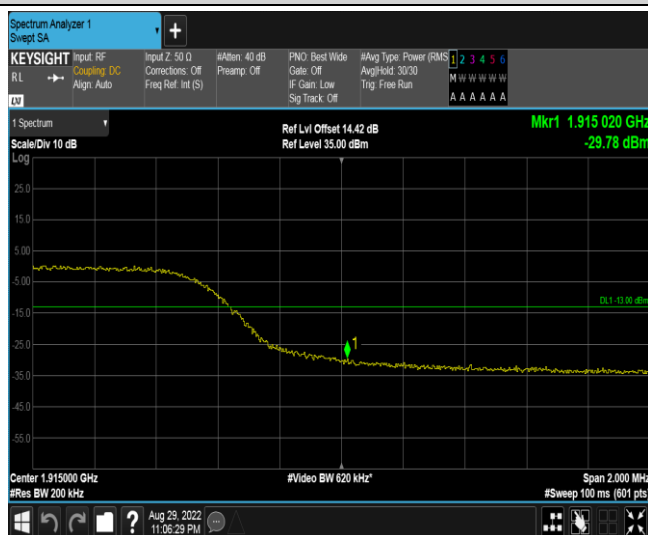 Spectrum Analyzer 1
Swept SA
+
KEYSIGHT
RL
Input: RF
Coupling: DC
Align: Auto
Input Z: 50 Ω
Corrections: Off
Freq Ref: Int (S)
#Atten: 40 dB
Preamp: Off
PNO: Best Wide
Gate: Off
IF Gain: Low
Sig Track: Off
#Avg Type: Power (RMS
Avg|Hold: 30/30
Trig: Free Run
1 2 3 4 5 6
M W W W W W
A A A A A A
LXI
1 Spectrum
Scale/Div 10 dB
Ref Lvl Offset 14.42 dB
Ref Level 35.00 dBm
Mkr1 1.915 020 GHz
-29.78 dBm
Log
25.0
15.0
5.00
-5.00
DL1 -13.00 dBm
-15.0
-25.0
1
-35.0
-45.0
-55.0
Center 1.915000 GHz
#Res BW 200 kHz
#Video BW 620 kHz*
Span 2.000 MHz
#Sweep 100 ms (601 pts)
?
Aug 29, 2022
11:06:29 PM